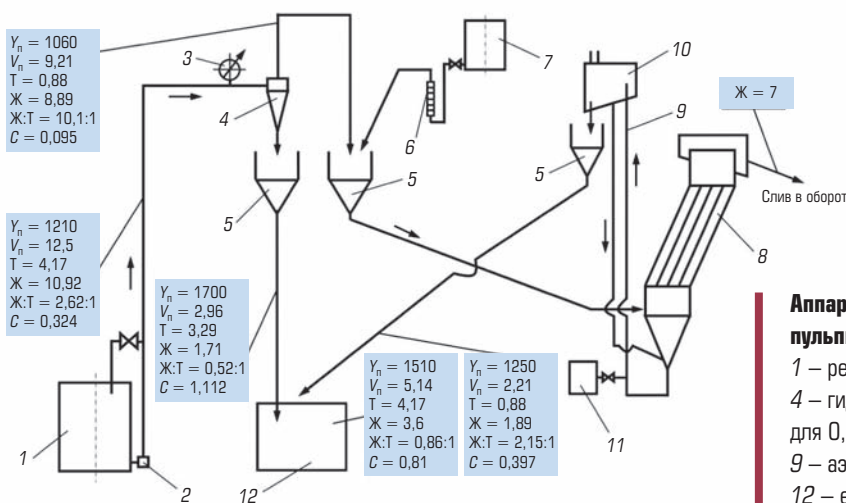 Yп = 1060
Vп = 9,21
Т = 0,88
Ж = 8,89
Ж:Т = 10,1:1
С = 0,095
3
4
7
6
10
9
Ж = 7
Слив в оборот
8
5
5
5
Yп = 1210
Vп = 12,5
Т = 4,17
Ж = 10,92
Ж:Т = 2,62:1
С = 0,324
Yп = 1700
Vп = 2,96
Т = 3,29
Ж = 1,71
Ж:Т = 0,52:1
С = 1,112
Yп = 1510
Vп = 5,14
Т = 4,17
Ж = 3,6
Ж:Т = 0,86:1
С = 0,81
Yп = 1250
Vп = 2,21
Т = 0,88
Ж = 1,89
Ж:Т = 2,15:1
С = 0,397
1
2
12
11
Аппар
пульп
1 – ре
4 – ги
для 0,
9 – аэ
12 – е